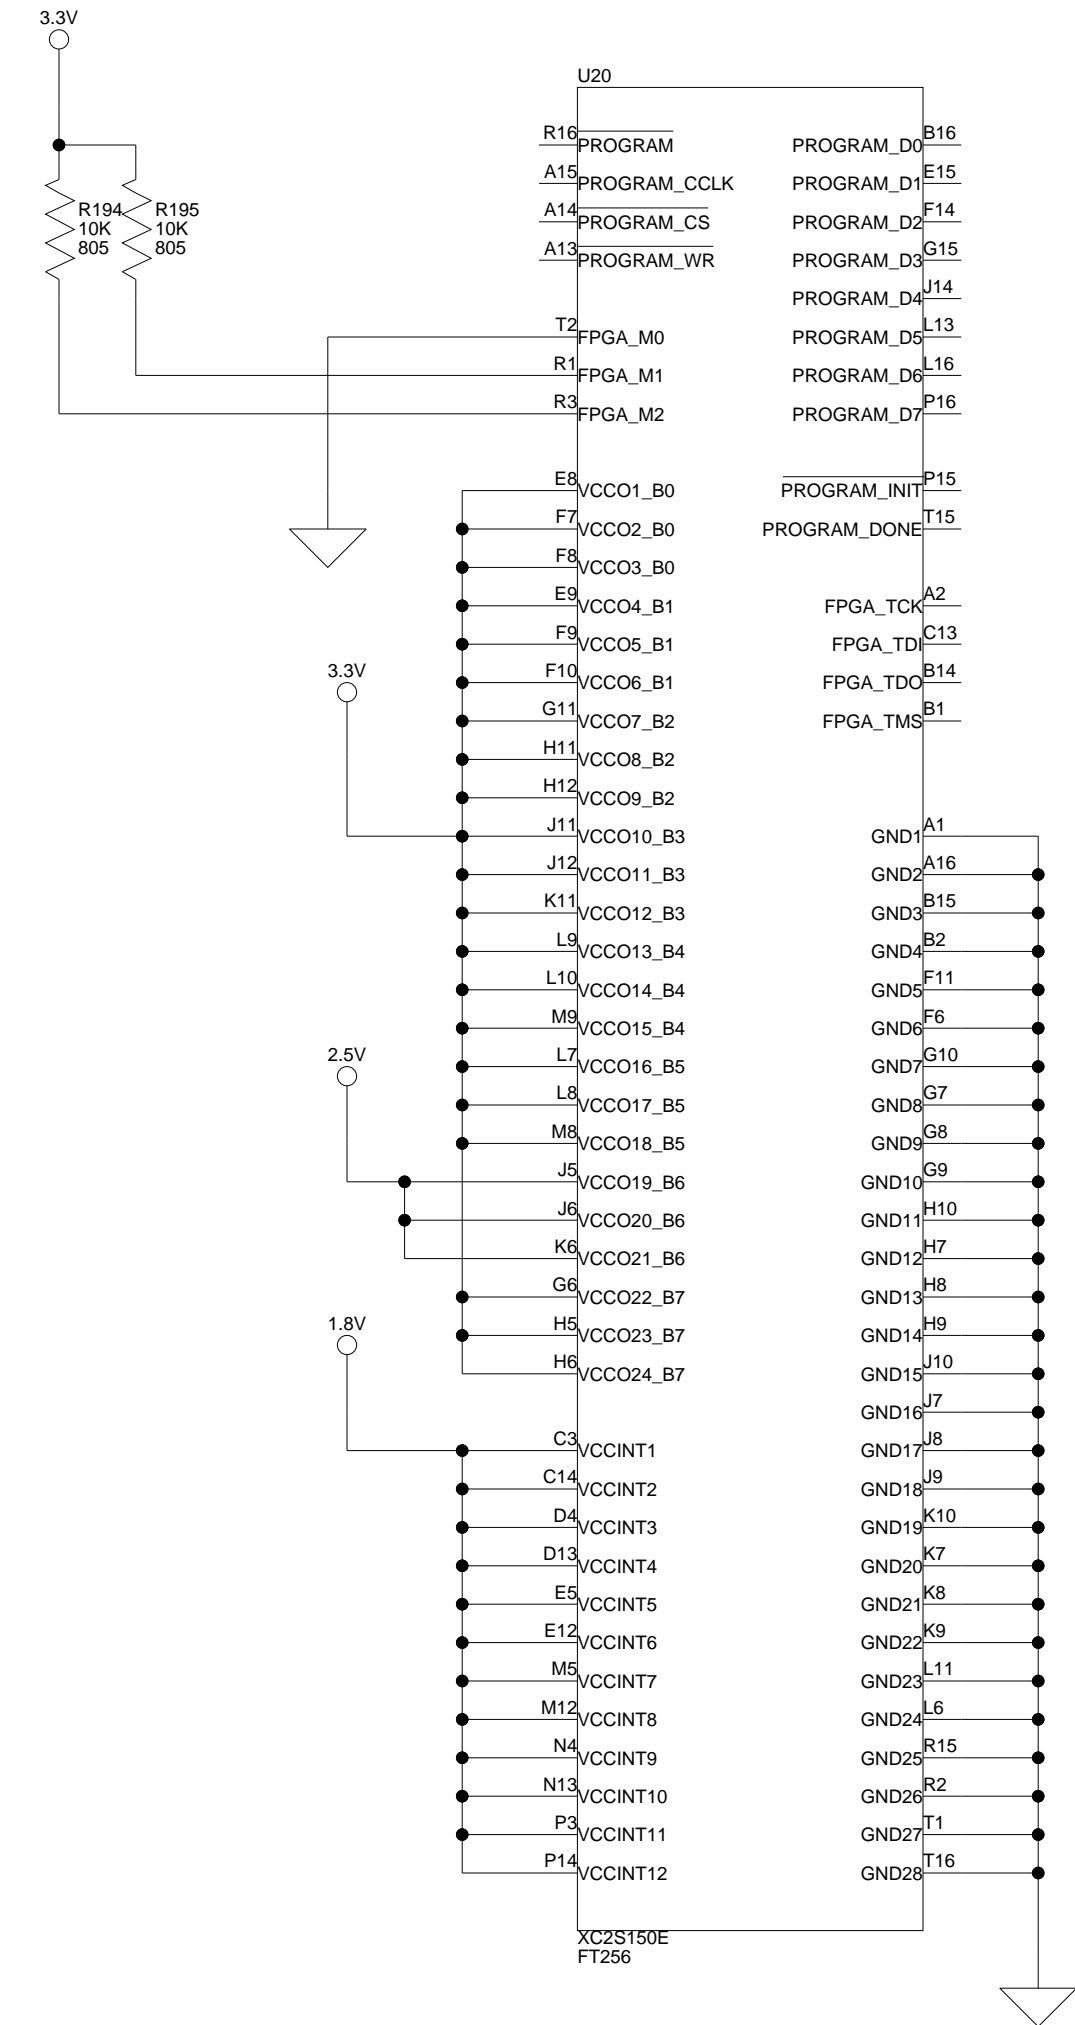 3.3V
U20
R16 PROGRAM PROGRAM_D0 B16
A15 PROGRAM_CCLK PROGRAM_D1 E15
R194 R195 A14 PROGRAM_CS PROGRAM_D2 F14
10K 10K
805 805 A13 PROGRAM_WR PROGRAM_D3 G15
PROGRAM_D4 J14
T2 FPGA_M0 PROGRAM_D5 L13
R1 FPGA_M1 PROGRAM_D6 L16
R3 FPGA_M2 PROGRAM_D7 P16
E8 VCCO1_B0 PROGRAM_INIT P15
F7 VCCO2_B0 PROGRAM_DONE T15
F8 VCCO3_B0
E9 VCCO4_B1 FPGA_TCK A2
F9 VCCO5_B1 FPGA_TDI C13
3.3V F10 VCCO6_B1 FPGA_TDO B14
G11 VCCO7_B2 FPGA_TMS B1
H11 VCCO8_B2
H12 VCCO9_B2
J11 VCCO10_B3 GND1 A1
J12 VCCO11_B3 GND2 A16
K11 VCCO12_B3 GND3 B15
L9 VCCO13_B4 GND4 B2
L10 VCCO14_B4 GND5 F11
M9 VCCO15_B4 GND6 F6
2.5V L7 VCCO16_B5 GND7 G10
L8 VCCO17_B5 GND8 G7
M8 VCCO18_B5 GND9 G8
J5 VCCO19_B6 GND10 G9
J6 VCCO20_B6 GND11 H10
K6 VCCO21_B6 GND12 H7
G6 VCCO22_B7 GND13 H8
1.8V H5 VCCO23_B7 GND14 H9
H6 VCCO24_B7 GND15 J10
GND16 J7
C3 VCCINT1 GND17 J8
C14 VCCINT2 GND18 J9
D4 VCCINT3 GND19 K10
D13 VCCINT4 GND20 K7
E5 VCCINT5 GND21 K8
E12 VCCINT6 GND22 K9
M5 VCCINT7 GND23 L11
M12 VCCINT8 GND24 L6
N4 VCCINT9 GND25 R15
N13 VCCINT10 GND26 R2
P3 VCCINT11 GND27 T1
P14 VCCINT12 GND28 T16
XC2S150E
FT256